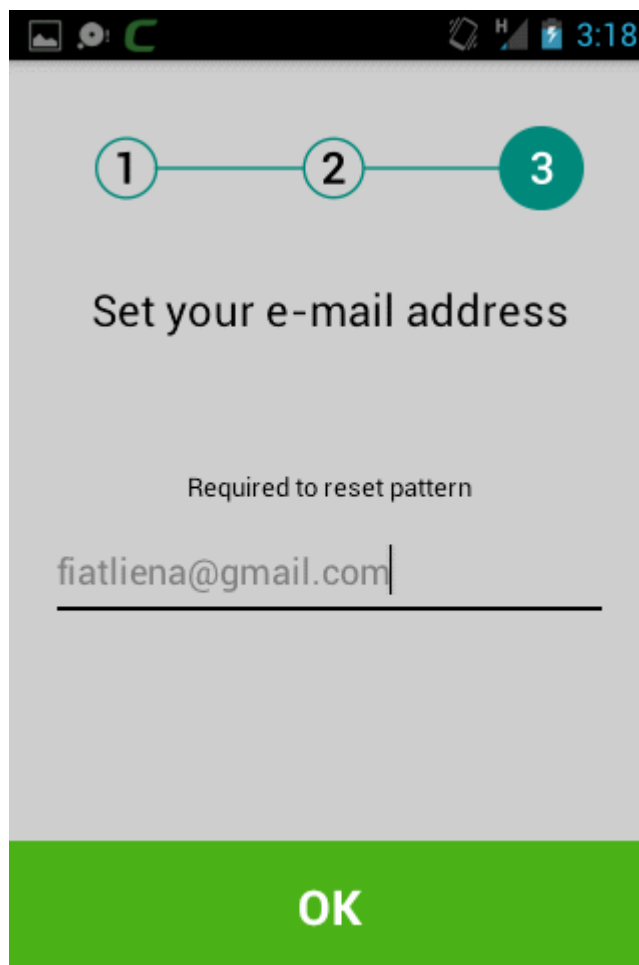 H 3:18
1 2 3
Set your e-mail address
Required to reset pattern
fiatliena@gmail.com
OK